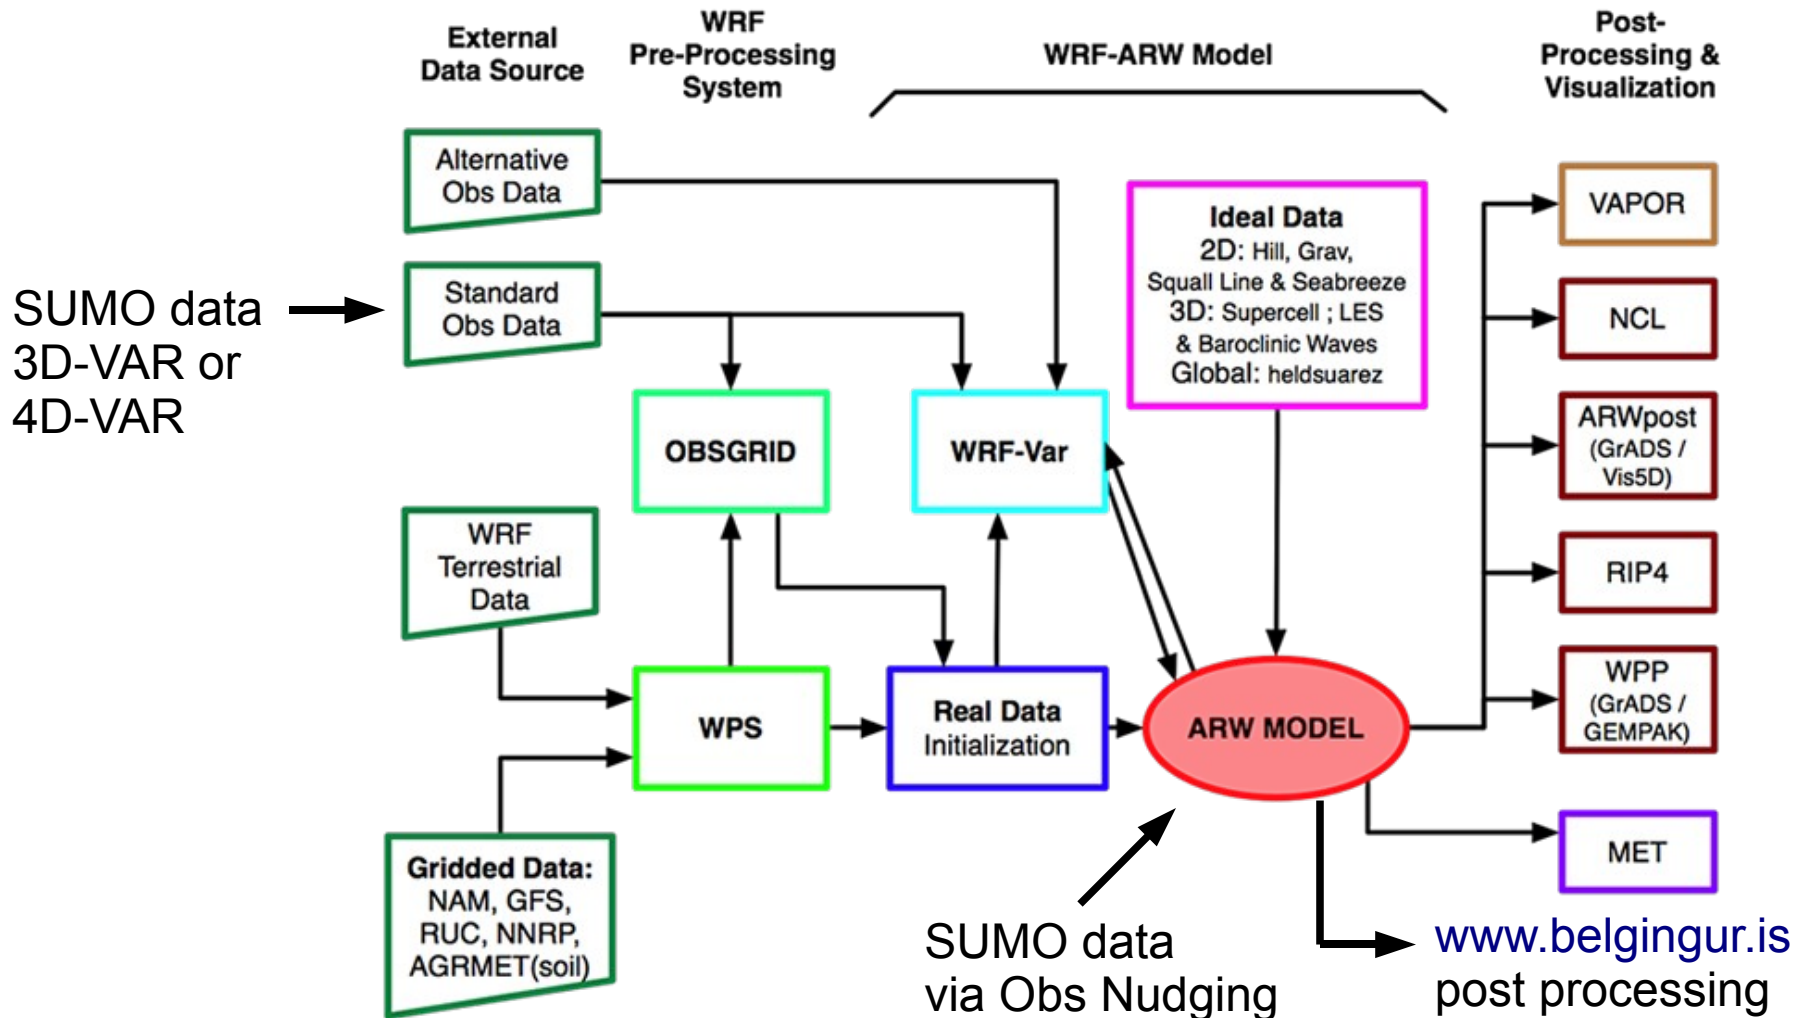 External
Data Source
WRF
Pre-Processing
System
WRF-ARW Model
Post-
Processing &
Visualization
Alternative
Obs Data
Standard
Obs Data
SUMO data
3D-VAR or
4D-VAR
Ideal Data
2D: Hill, Grav,
Squall Line & Seabreeze
3D: Supercell ; LES
& Baroclinic Waves
Global: heldsuarez
OBSGRID
WRF-Var
WRF
Terrestrial
Data
WPS
Real Data
Initialization
ARW MODEL
Gridded Data:
NAM, GFS,
RUC, NNRP,
AGRMET(soil)
VAPOR
NCL
ARWpost
(GrADS /
Vis5D)
RIP4
WPP
(GrADS /
GEMPAK)
MET
SUMO data
via Obs Nudging
www.belgingur.is
post processing